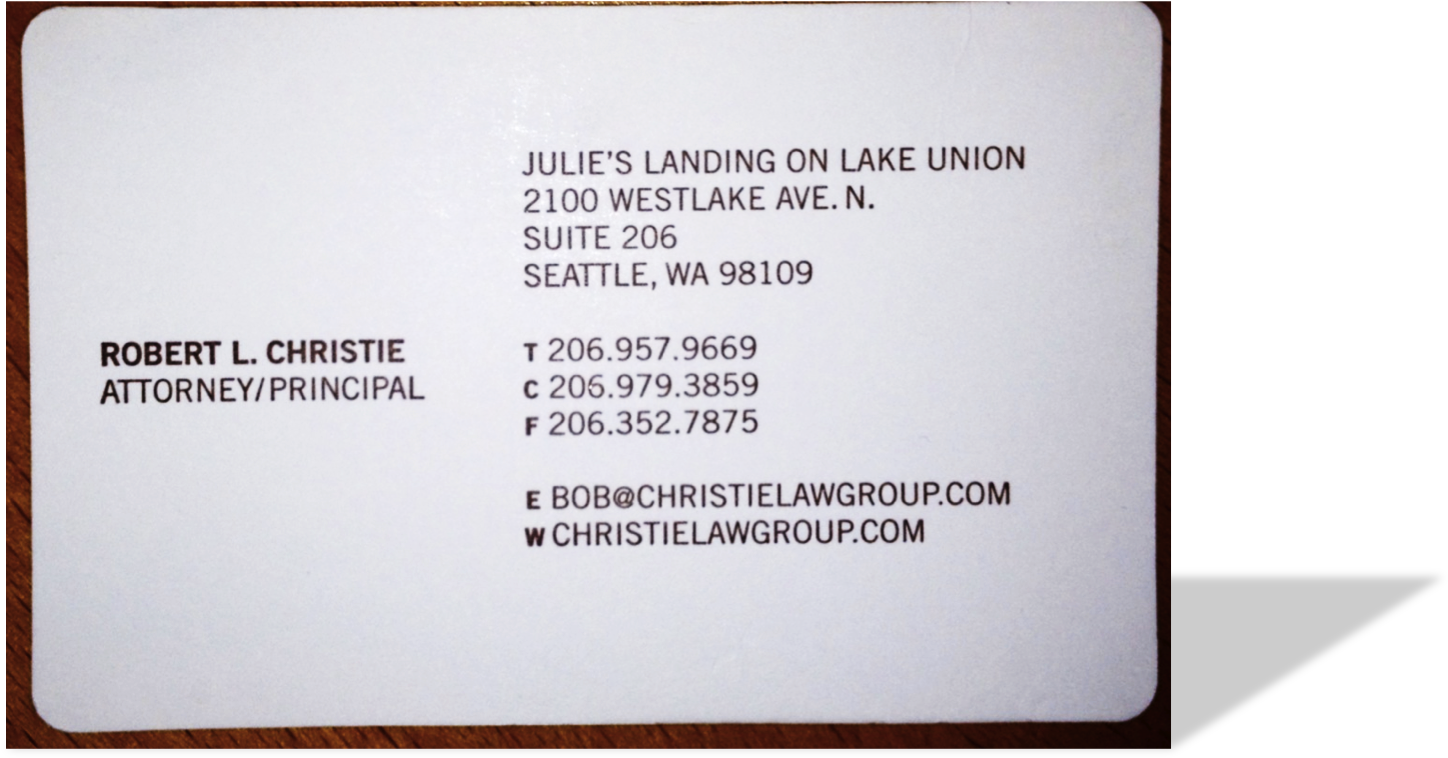 ROBERT L. CHRISTIE
ATTORNEY/PRINCIPAL
JULIE'S LANDING ON LAKE UNION
2100 WESTLAKE AVE. N.
SUITE 206
SEATTLE, WA 98109
T 206.957.9669
C 206.979.3859
F 206.352.7875
E BOB@CHRISTIELAWGROUP.COM
W CHRISTIELAWGROUP.COM